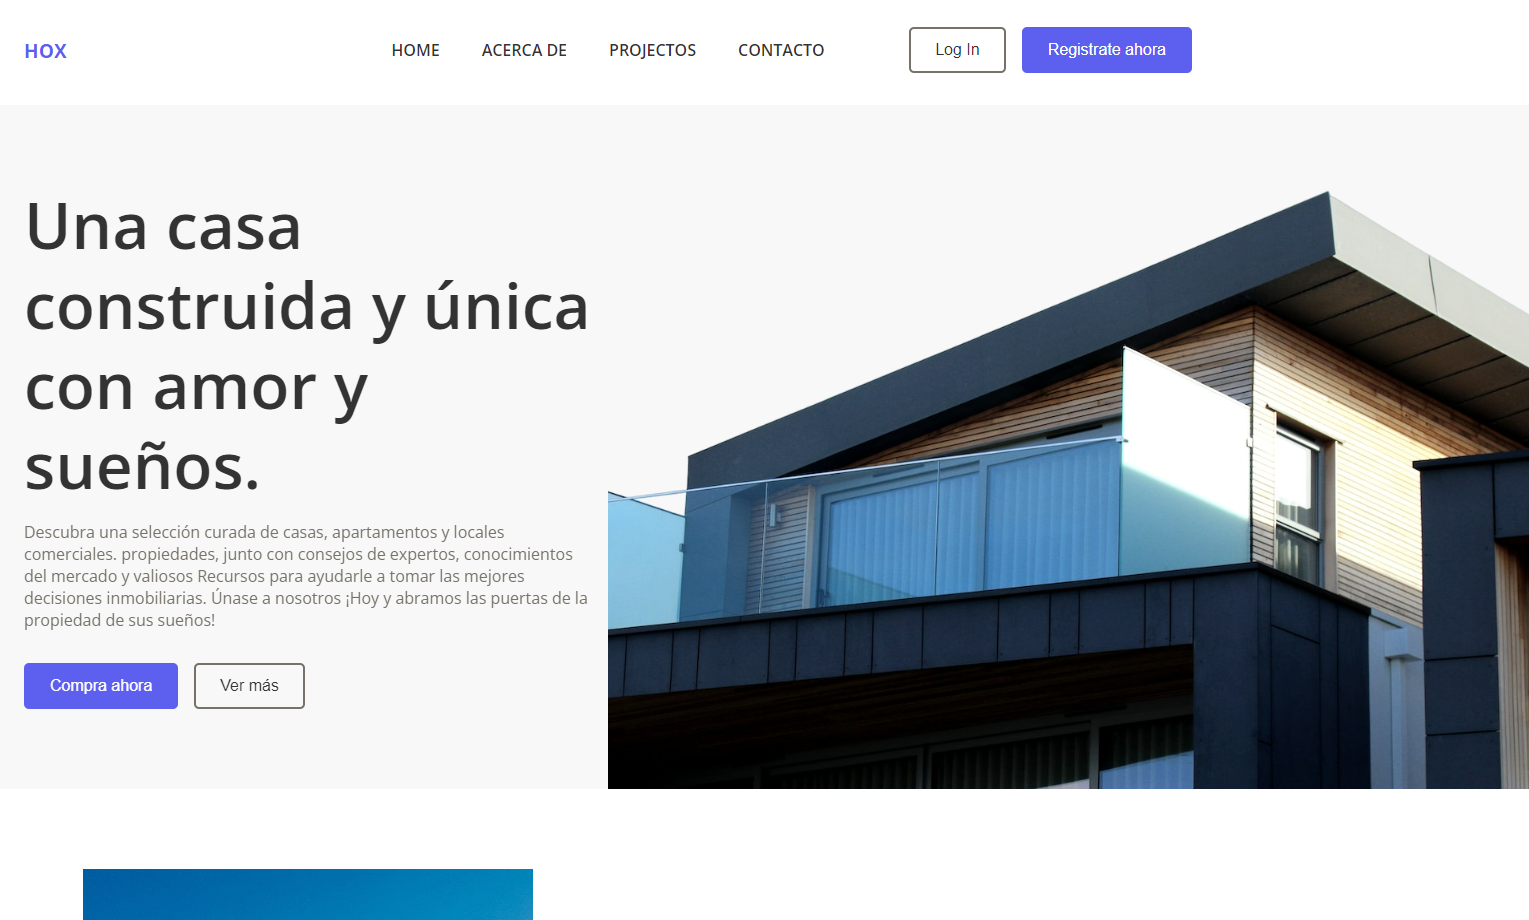 HOX
HOME ACERCA DE PROJECTOS CONTACTO
Log In
Registrate ahora
Una casa
construida y única
con amor y
sueños.
Descubra una selección curada de casas, apartamentos y locales
comerciales. propiedades, junto con consejos de expertos, conocimientos
del mercado y valiosos Recursos para ayudarle a tomar las mejores
decisiones inmobiliarias. Únase a nosotros ¡Hoy y abramos las puertas de la
propiedad de sus sueños!
Compra ahora
Ver más